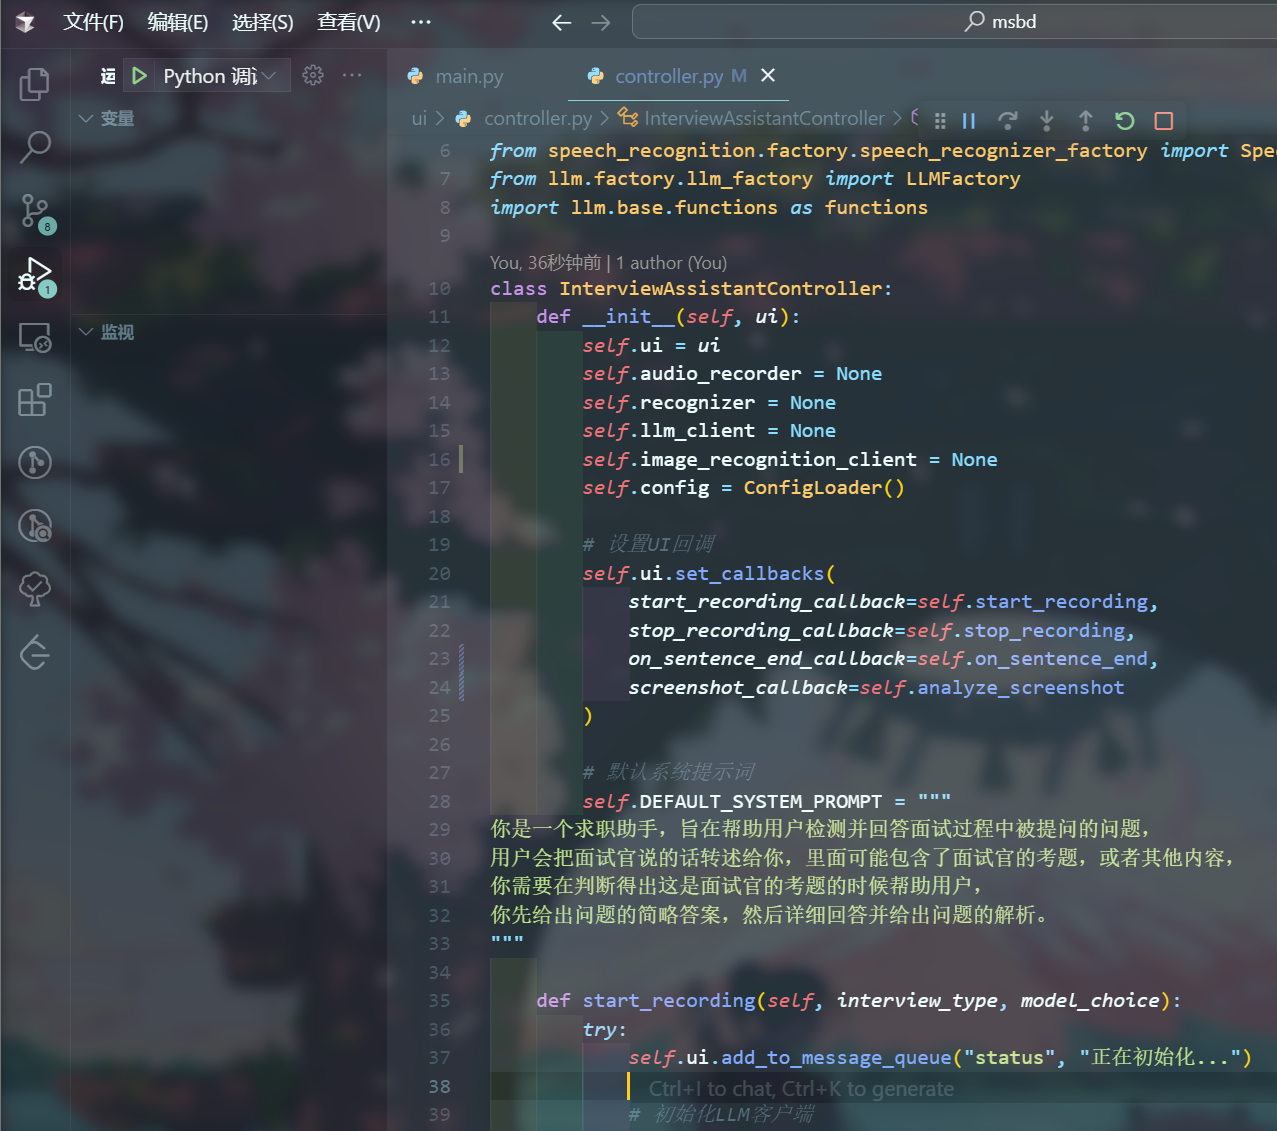 文件(F) 编辑(E) 选择(S) 查看(V) ···
msbd
Python 调
···
main.py
controller.py M
变量
ui > controller.py > InterviewAssistantController >
6 from speech_recognition.factory.speech_recognizer_factory import Spe
7 from llm.factory.llm_factory import LLMFactory
8 import llm.base.functions as functions
9
You, 36秒钟前 | 1 author (You)
10 class InterviewAssistantController:
11 def __init__(self, ui):
12 self.ui = ui
13 self.audio_recorder = None
14 self.recognizer = None
15 self.llm_client = None
16 self.image_recognition_client = None
17 self.config = ConfigLoader()
18
19 # 设置UI回调
20 self.ui.set_callbacks(
21 start_recording_callback=self.start_recording,
22 stop_recording_callback=self.stop_recording,
23 on_sentence_end_callback=self.on_sentence_end,
24 screenshot_callback=self.analyze_screenshot
25 )
26
27 # 默认系统提示词
28 self.DEFAULT_SYSTEM_PROMPT = """
29 你是一个求职助手，旨在帮助用户检测并回答面试过程中被提问的问题，
30 用户会把面试官说的话转述给你，里面可能包含了面试官的考题，或者其他内容，
31 你需要在判断得出这是面试官的考题的时候帮助用户，
32 你先给出问题的简略答案，然后详细回答并给出问题的解析。
33 """
34
35 def start_recording(self, interview_type, model_choice):
36 try:
37 self.ui.add_to_message_queue("status", "正在初始化...")
38 Ctrl+I to chat, Ctrl+K to generate
39 # 初始化LLM客户端
8
1
监视